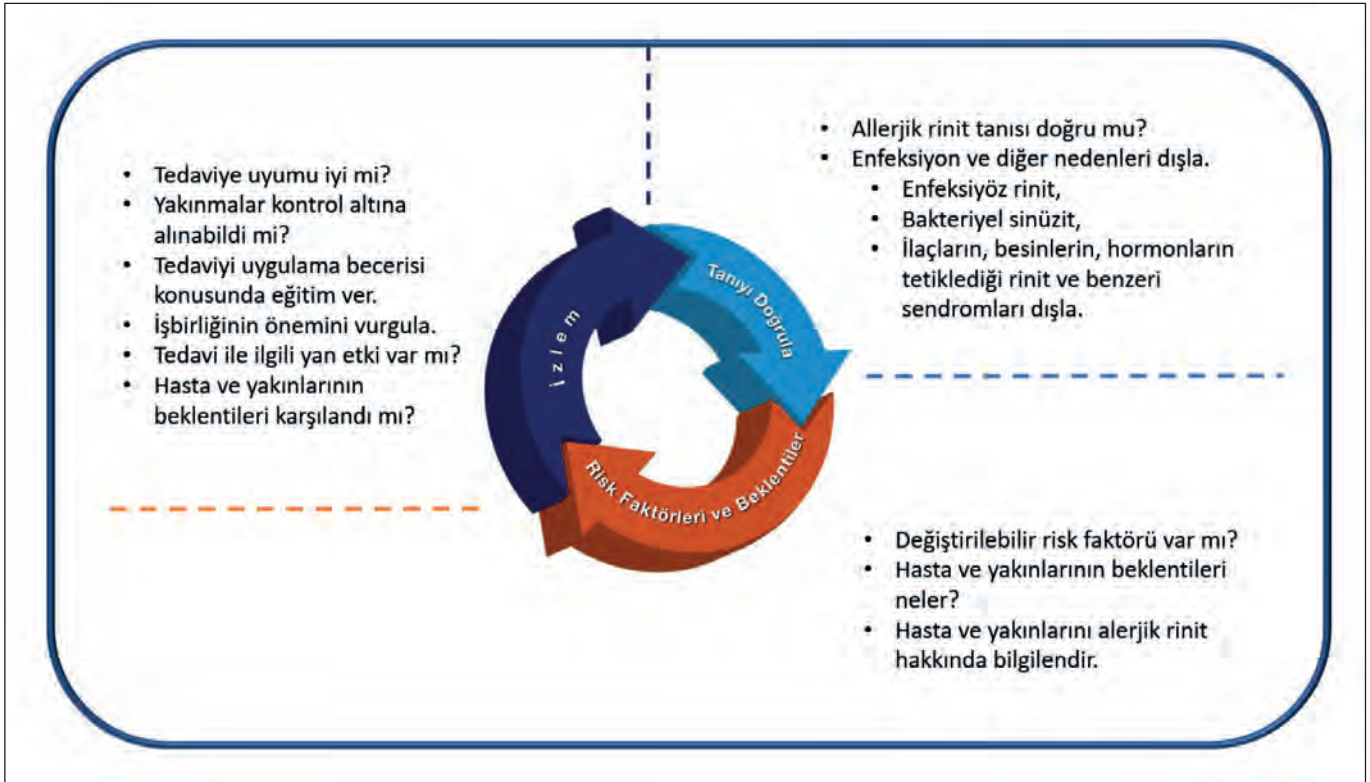 • Tedaviye uyumu iyi mi?
• Yakınmalar kontrol altına
alınabildi mi?
• Tedaviyi uygulama becerisi
konusunda eğitim ver.
• İşbirliğinin önemini vurgula.
• Tedavi ile ilgili yan etki var mı?
• Hasta ve yakınlarının
beklentileri karşılandı mı?
• Allerjik rinit tanısı doğru mu?
• Enfeksiyon ve diğer nedenleri dışla.
• Enfeksiyöz rinit,
• Bakteriyel sinüzit,
• İlaçların, besinlerin, hormonların
tetiklediği rinit ve benzeri
sendromları dışla.
İzlem
Tanıyı Doğrula
Risk Faktörleri ve Beklentiler
• Değiştirilebilir risk faktörü var mı?
• Hasta ve yakınlarının beklentileri
neler?
• Hasta ve yakınlarını alerjik rinit
hakkında bilgilendir.